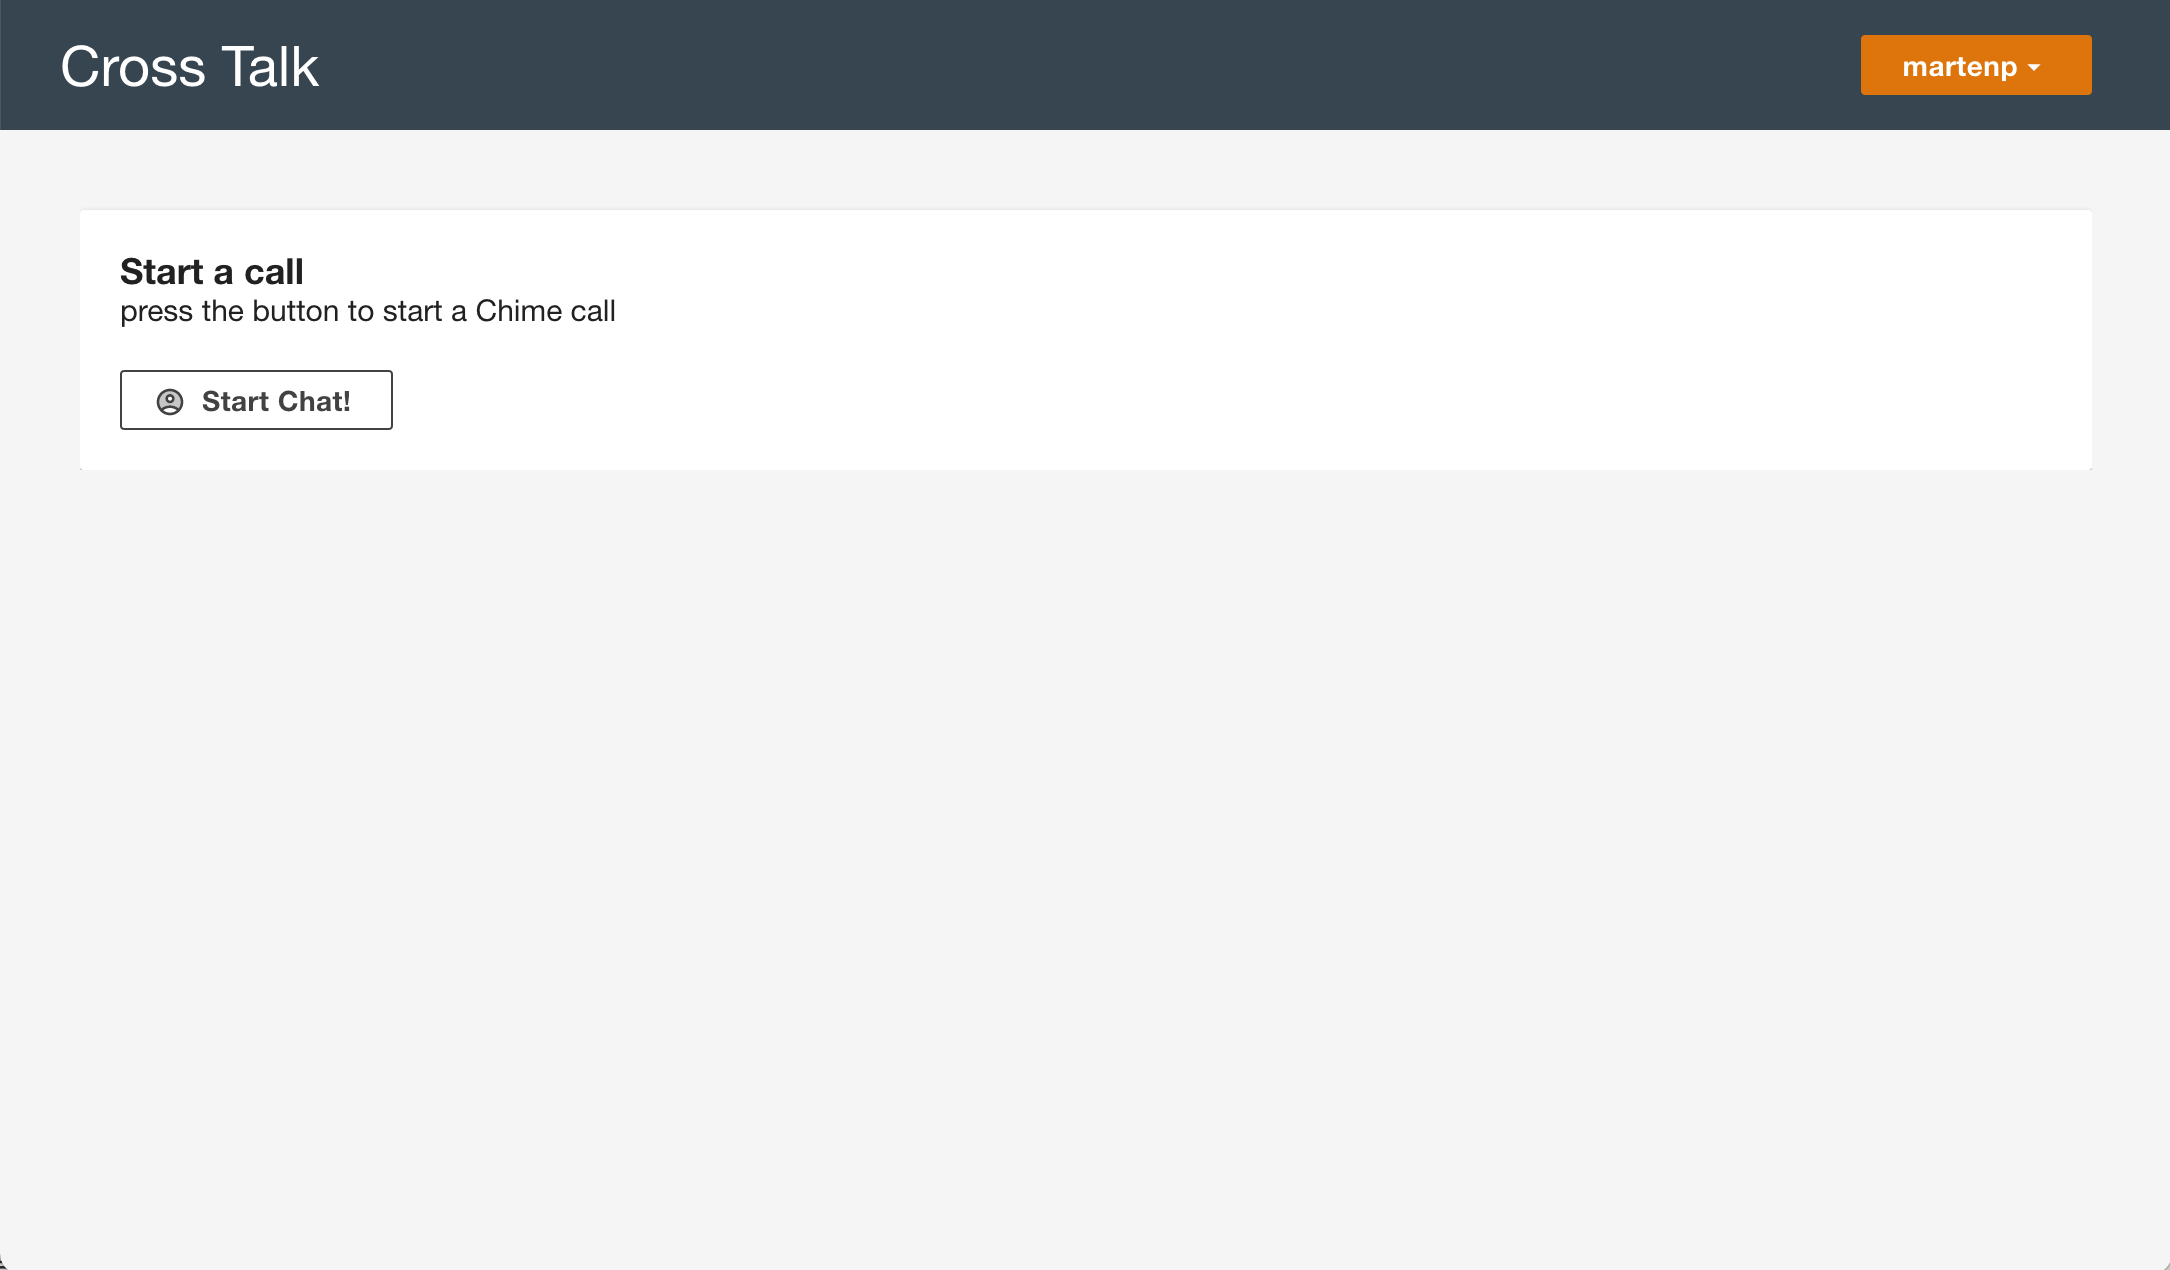 Cross Talk
martenp
Start a call
press the button to start a Chime call
Start Chat!